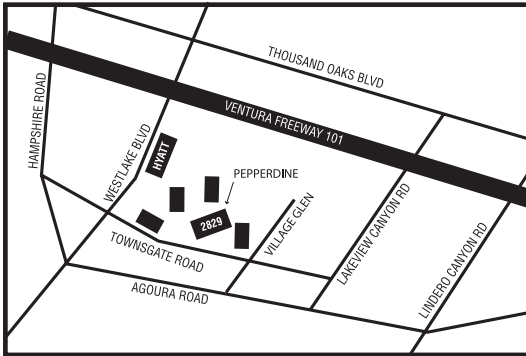 THOUSAND OAKS BLVD
HAMPSHIRE ROAD
VENTURA FREEWAY 101
WESTLAKE BLVD
HYATT
PEPPERDINE
2829
VILLAGE GLEN
LAKEVIEW CANYON RD
LINDERO CANYON RD
TOWNSGATE ROAD
AGOURA ROAD